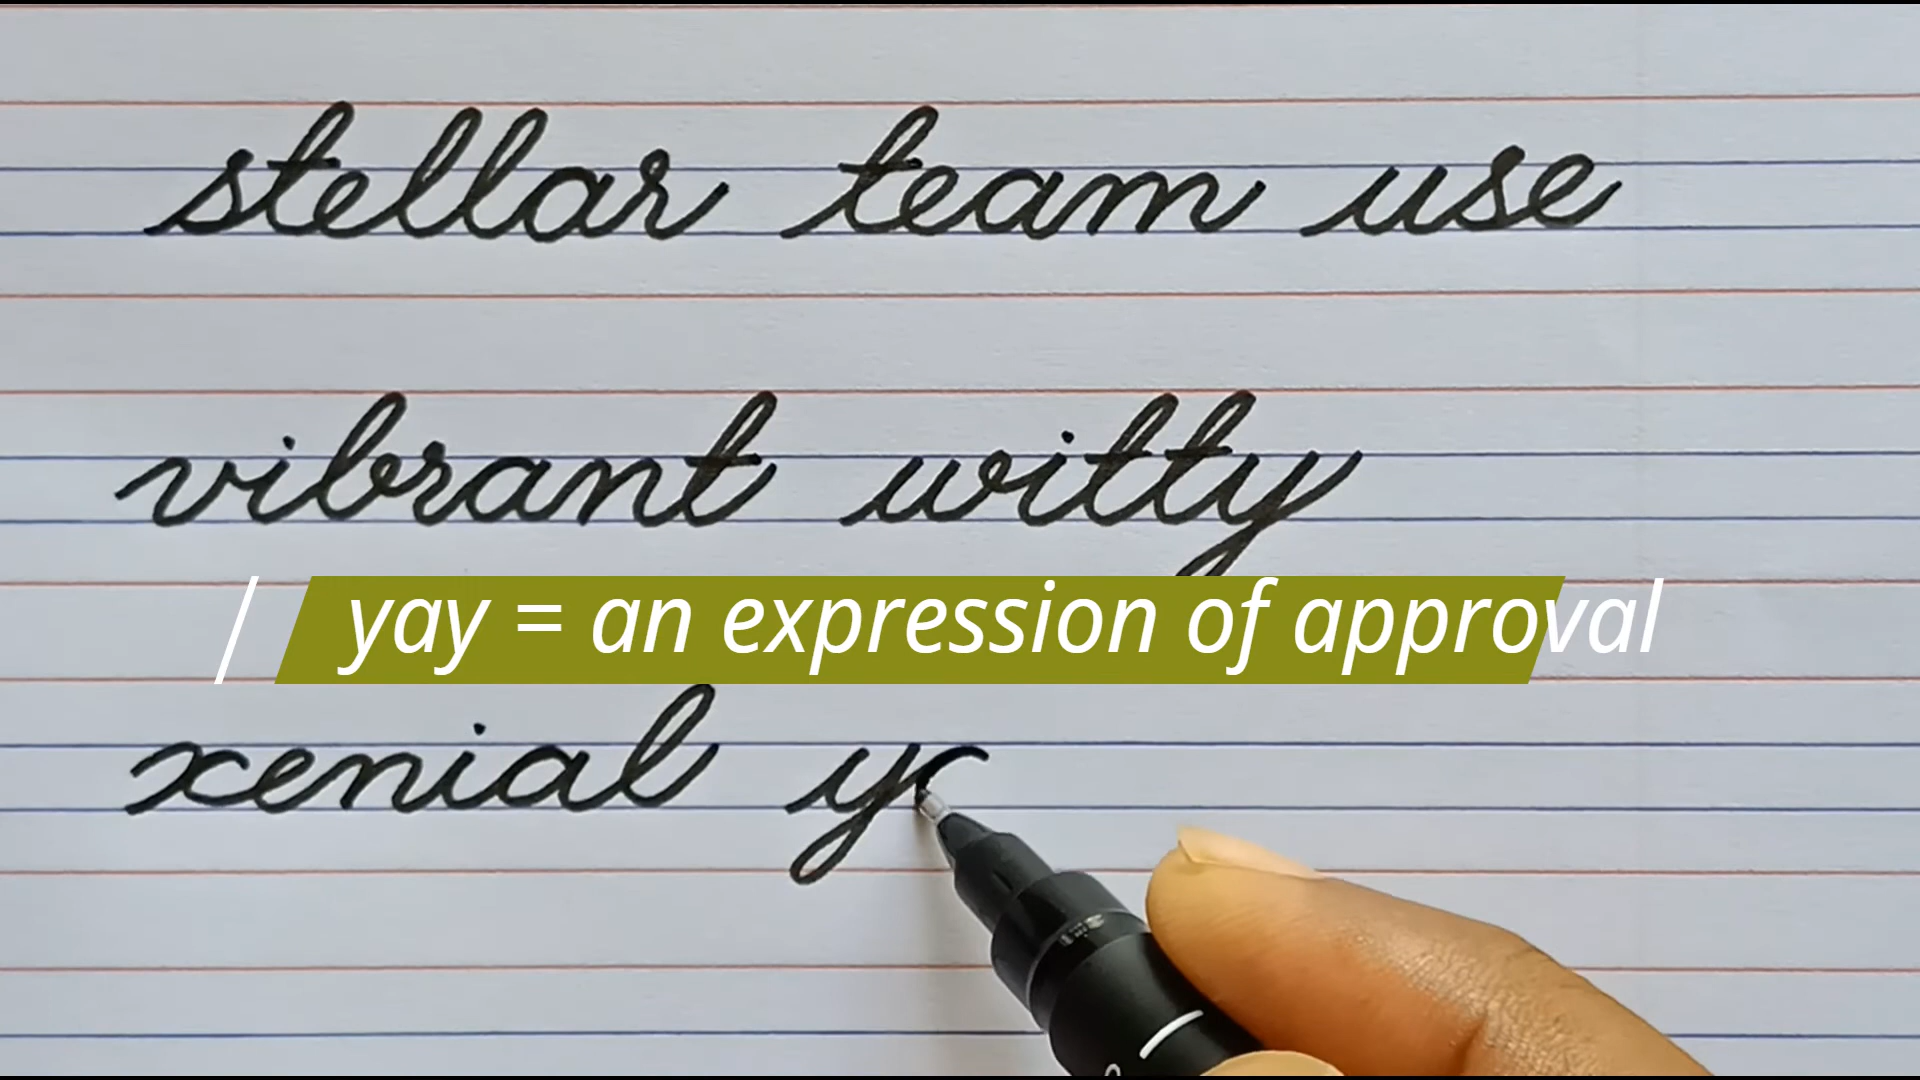 stellar team use
vibrant witty
/ yay = an expression of approval
xenial y